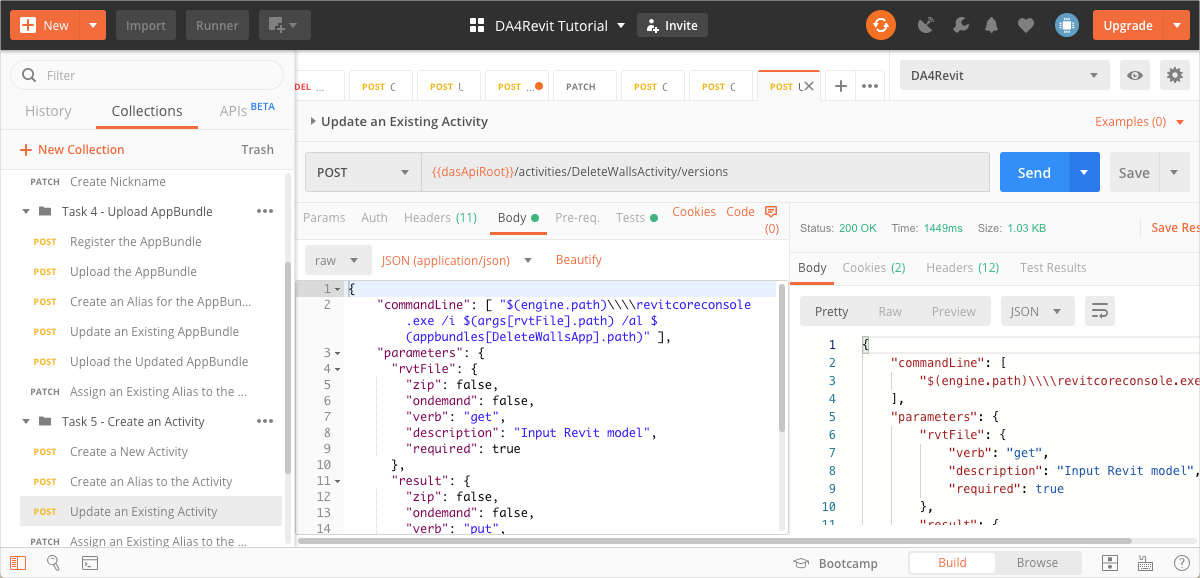 New
Import
Runner
DA4Revit Tutorial
Invite
Upgrade
Filter
History
Collections
APIs BETA
New Collection
Trash
PATCH Create Nickname
Task 4 - Upload AppBundle
POST Register the AppBundle
POST Upload the AppBundle
POST Create an Alias for the AppBun...
POST Update an Existing AppBundle
POST Upload the Updated AppBundle
PATCH Assign an Existing Alias to the ...
Task 5 - Create an Activity
POST Create a New Activity
POST Create an Alias to the Activity
POST Update an Existing Activity
PATCH Assign an Existing Alias to the ...
DEL ...
POST C
POST U
POST ...
PATCH
POST C
POST C
POST U
DA4Revit
Update an Existing Activity
Examples (0)
POST
{{dasApiRoot}}/activities/DeleteWallsActivity/versions
Send
Save
Params
Auth
Headers (11)
Body
Pre-req.
Tests
Cookies
Code
(0)
raw
JSON (application/json)
Beautify
1 {
2 "commandLine": [ "$(engine.path)\\\\revitcoreconsole
.exe /i $(args[rvtFile].path) /al $
(appbundles[DeleteWallsApp].path)" ],
3 "parameters": {
4 "rvtFile": {
5 "zip": false,
6 "ondemand": false,
7 "verb": "get",
8 "description": "Input Revit model",
9 "required": true
10 },
11 "result": {
12 "zip": false,
13 "ondemand": false,
14 "verb": "put",
Status: 200 OK
Time: 1449ms
Size: 1.03 KB
Save Res
Body
Cookies (2)
Headers (12)
Test Results
Pretty
Raw
Preview
JSON
1 {
2 "commandLine": [
3 "$(engine.path)\\\\revitcoreconsole.exe
4 ],
5 "parameters": {
6 "rvtFile": {
7 "verb": "get",
8 "description": "Input Revit model",
9 "required": true
10 },
11 "result": {
Bootcamp
Build
Browse